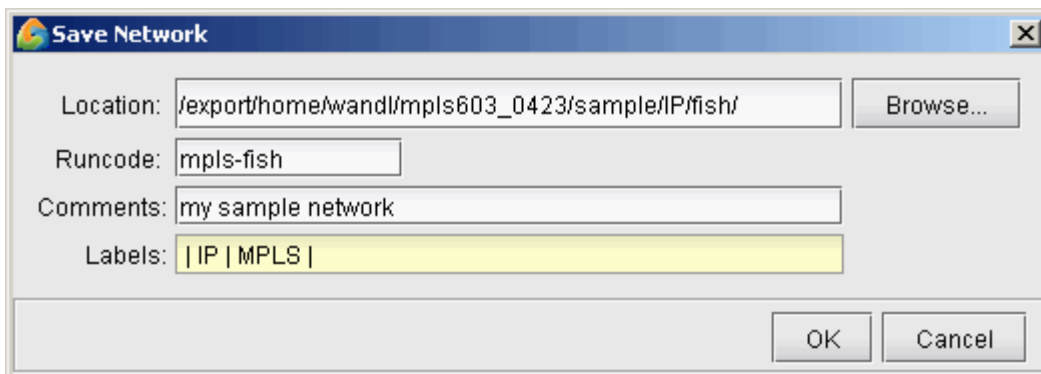 Save Network
Location: /export/home/wandl/mpls603_0423/sample/IP/fish/ Browse...
Runcode: mpls-fish
Comments: my sample network
Labels: | IP | MPLS |
OK Cancel